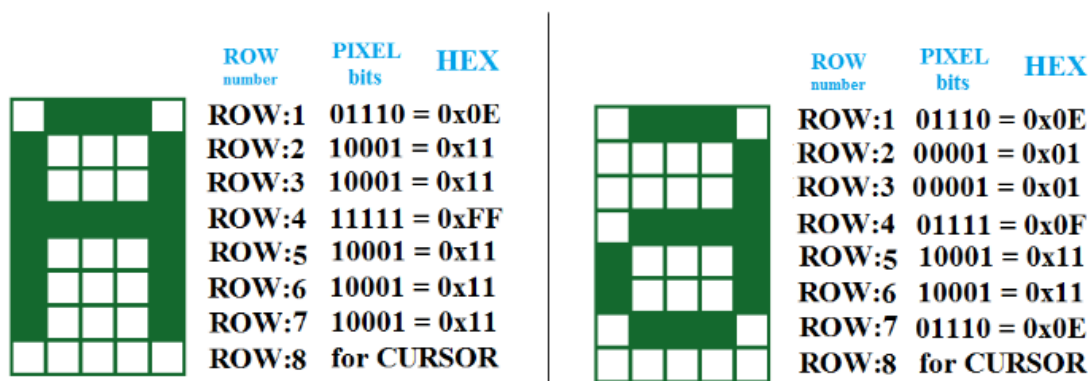 ROW PIXEL HEX
number bits
ROW:1 01110 = 0x0E
ROW:2 10001 = 0x11
ROW:3 10001 = 0x11
ROW:4 11111 = 0xFF
ROW:5 10001 = 0x11
ROW:6 10001 = 0x11
ROW:7 10001 = 0x11
ROW:8 for CURSOR
ROW PIXEL HEX
number bits
ROW:1 01110 = 0x0E
ROW:2 00001 = 0x01
ROW:3 00001 = 0x01
ROW:4 01111 = 0x0F
ROW:5 10001 = 0x11
ROW:6 10001 = 0x11
ROW:7 01110 = 0x0E
ROW:8 for CURSOR